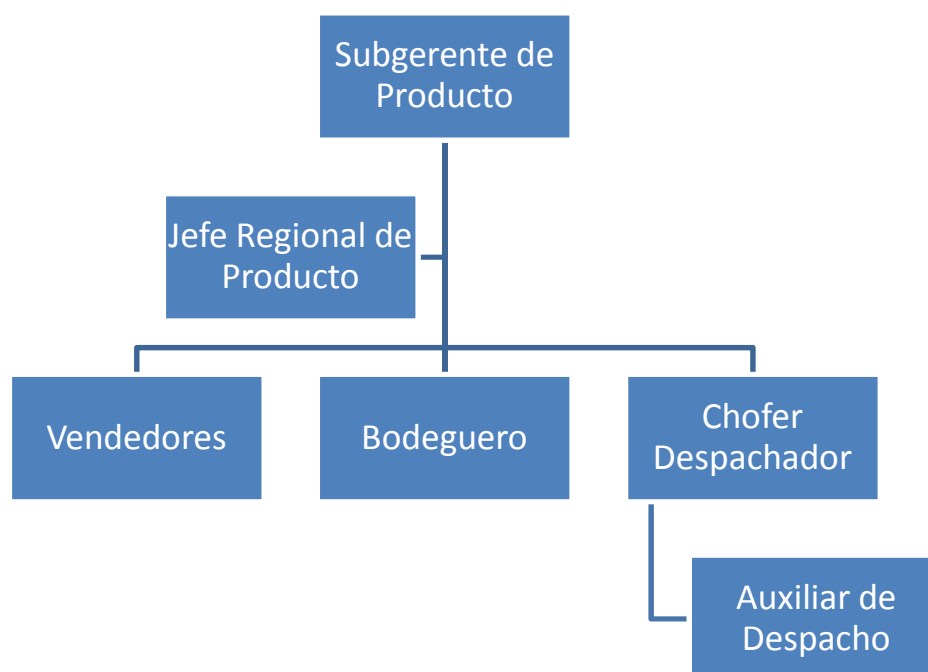 Subgerente de
Producto
Jefe Regional de
Producto
Vendedores
Bodeguero
Chofer
Despachador
Auxiliar de
Despacho